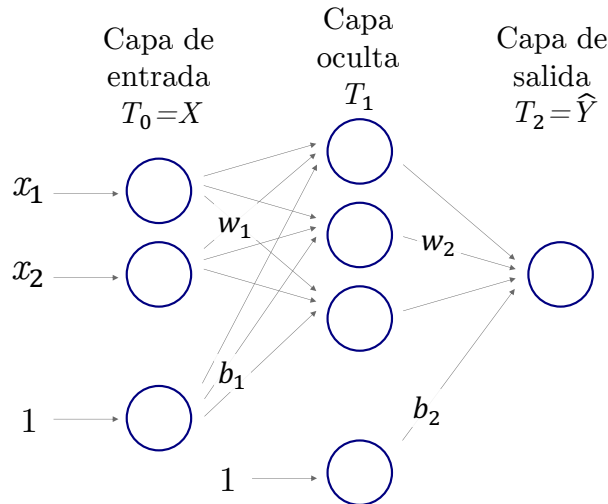 Capa de
entrada
T₀=X
Capa
oculta
T₁
Capa de
salida
T₂=Ŷ
x₁
x₂
1
w₁
b₁
1
w₂
b₂